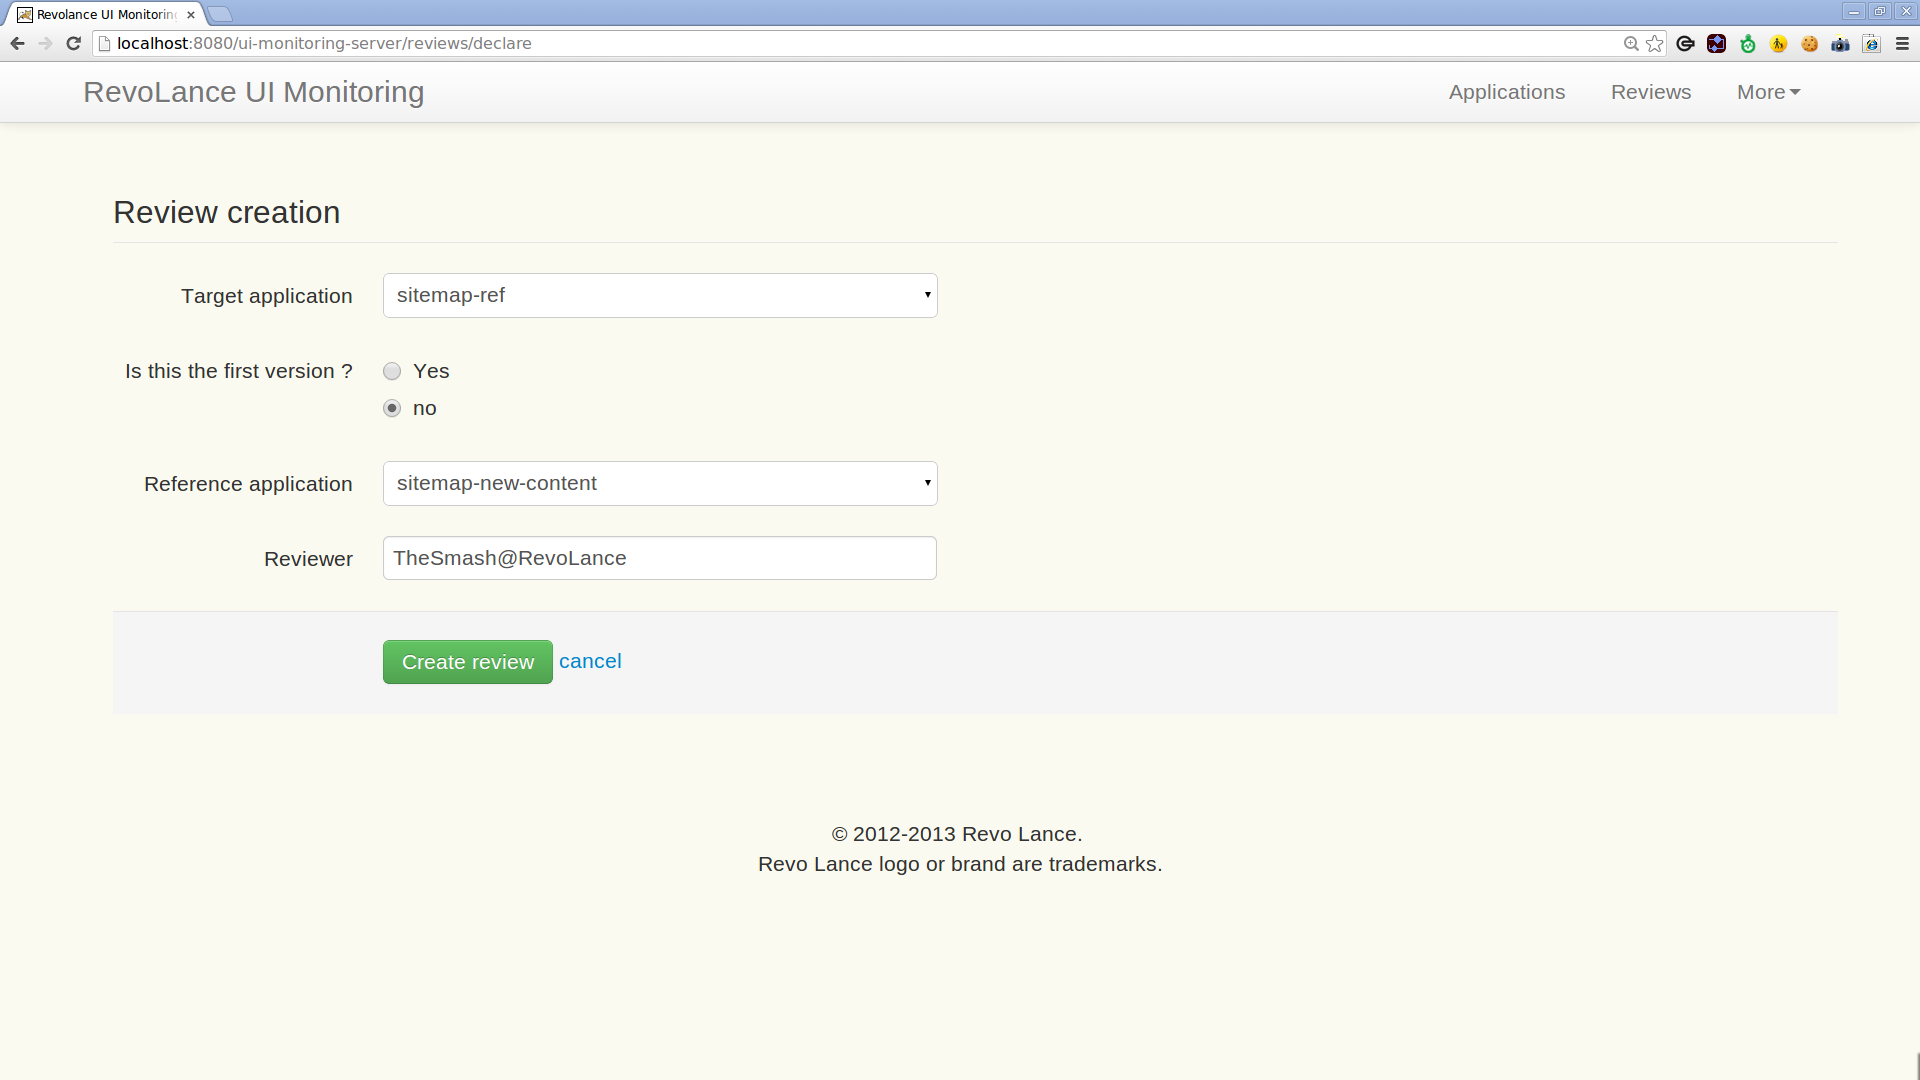 Revolance UI Monitoring
localhost:8080/ui-monitoring-server/reviews/declare
RevoLance UI Monitoring
Applications
Reviews
More
Review creation
Target application
sitemap-ref
Is this the first version ?
Yes
no
Reference application
sitemap-new-content
Reviewer
TheSmash@RevoLance
Create review
cancel
© 2012-2013 Revo Lance.
Revo Lance logo or brand are trademarks.